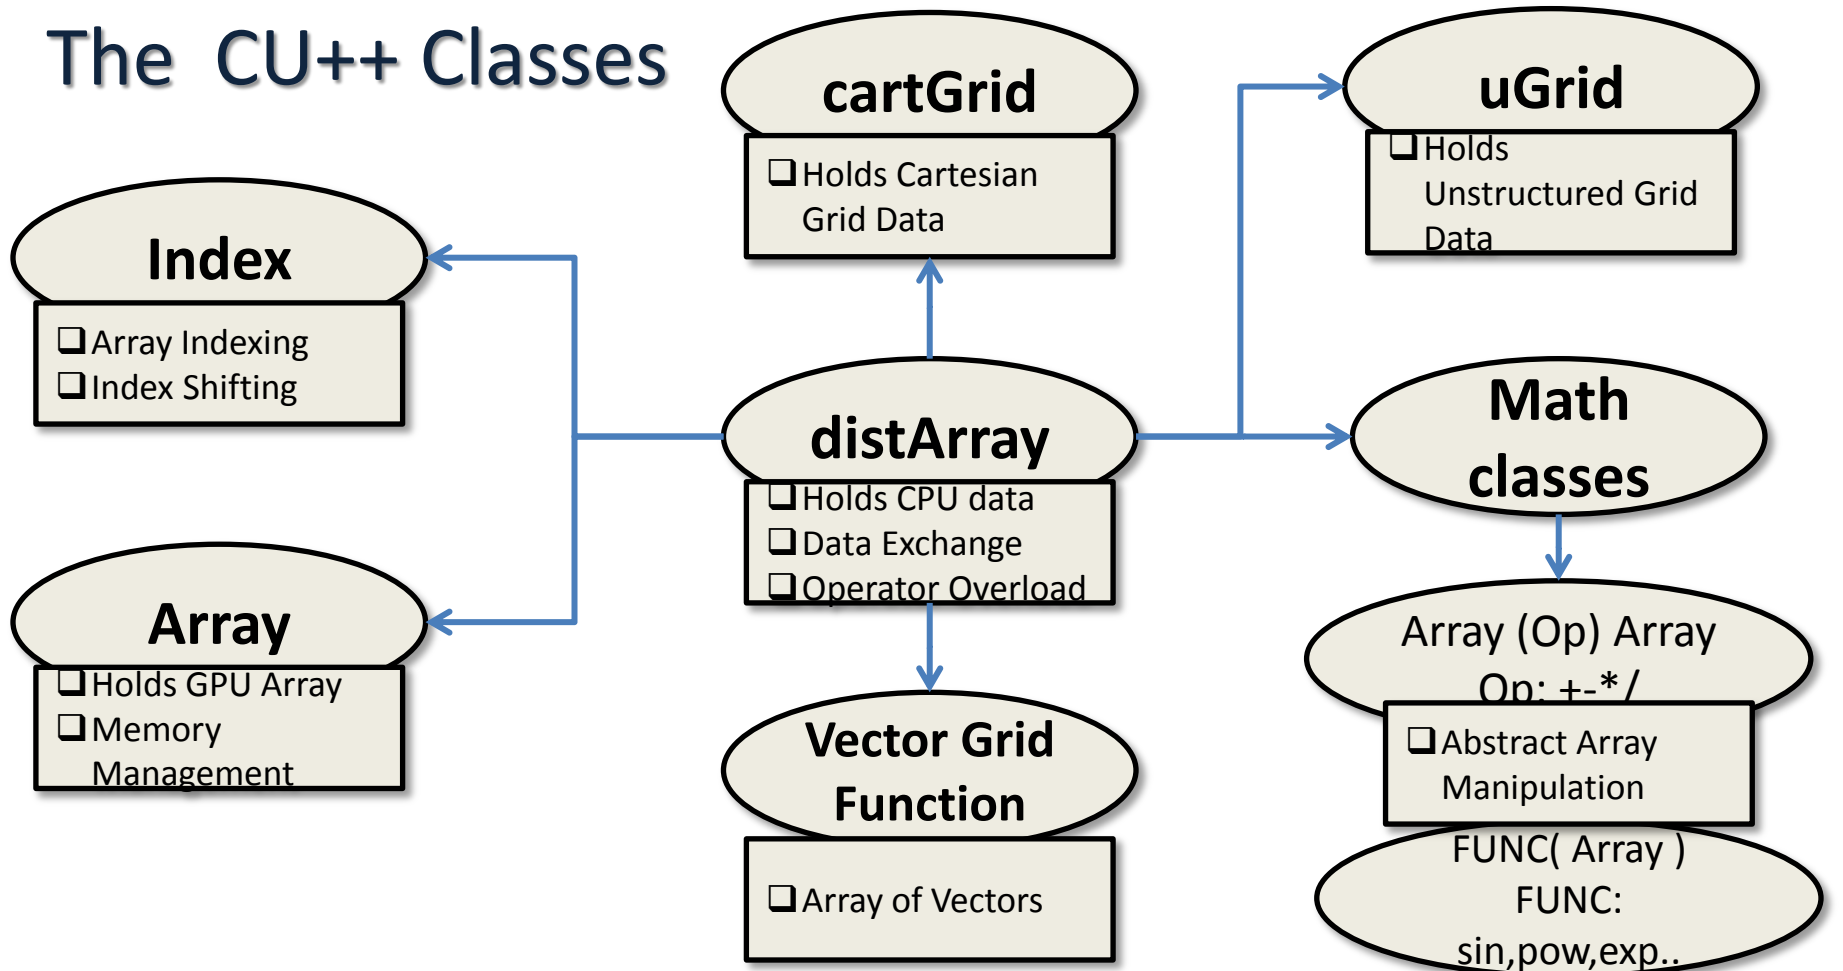 The CU++ Classes
cartGrid
❑Holds Cartesian
Grid Data
uGrid
❑Holds
Unstructured Grid
Data
Index
❑Array Indexing
❑Index Shifting
distArray
❑Holds CPU data
❑Data Exchange
❑Operator Overload
Math
classes
Array
❑Holds GPU Array
❑Memory
Management
Vector Grid
Function
❑Array of Vectors
Array (Op) Array
Op: +-*/
❑Abstract Array
Manipulation
FUNC( Array )
FUNC:
sin,pow,exp..